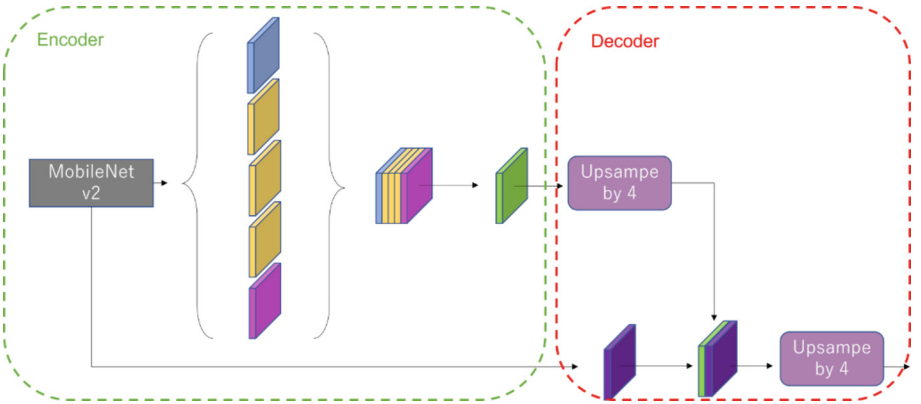 Encoder
Decoder
MobileNet
v2
Upsampe
by 4
Upsampe
by 4